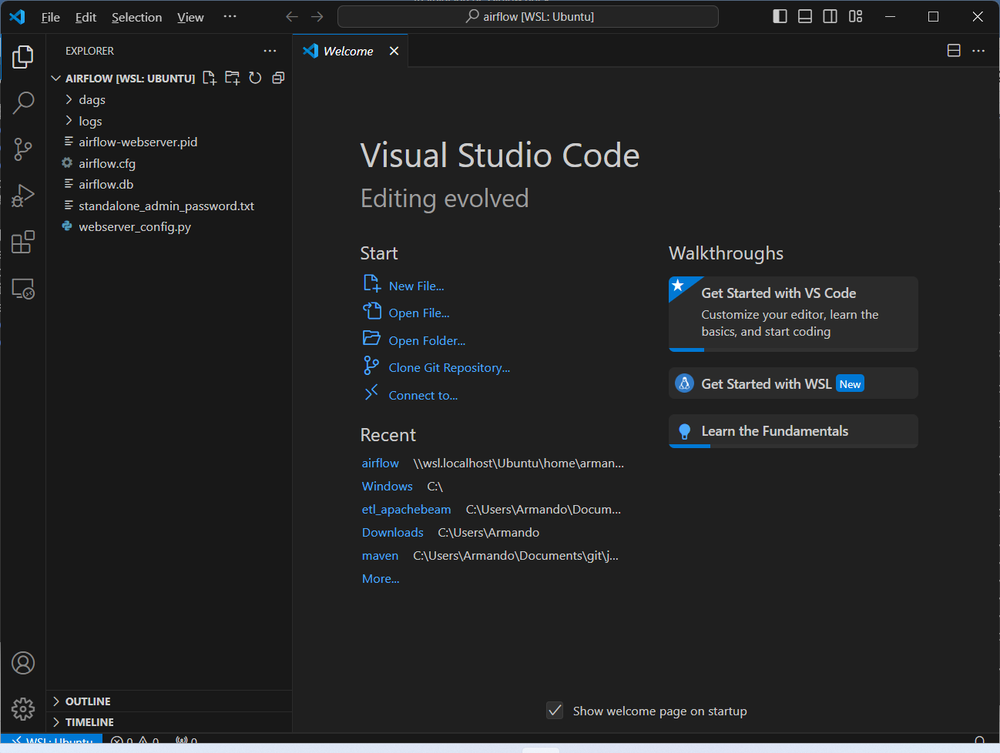 File Edit Selection View ···
airflow [WSL: Ubuntu]
EXPLORER
Welcome
AIRFLOW [WSL: UBUNTU]
dags
logs
airflow-webserver.pid
airflow.cfg
airflow.db
standalone_admin_password.txt
webserver_config.py
Visual Studio Code
Editing evolved
Start
New File...
Open File...
Open Folder...
Clone Git Repository...
Connect to...
Recent
airflow \\wsl.localhost\Ubuntu\home\arman...
Windows C:\
etl_apachebeam C:\Users\Armando\Docum...
Downloads C:\Users\Armando
maven C:\Users\Armando\Documents\git\j...
More...
Walkthroughs
Get Started with VS Code
Customize your editor, learn the
basics, and start coding
Get Started with WSL New
Learn the Fundamentals
Show welcome page on startup
OUTLINE
TIMELINE
WSL: Ubuntu 0 0 0